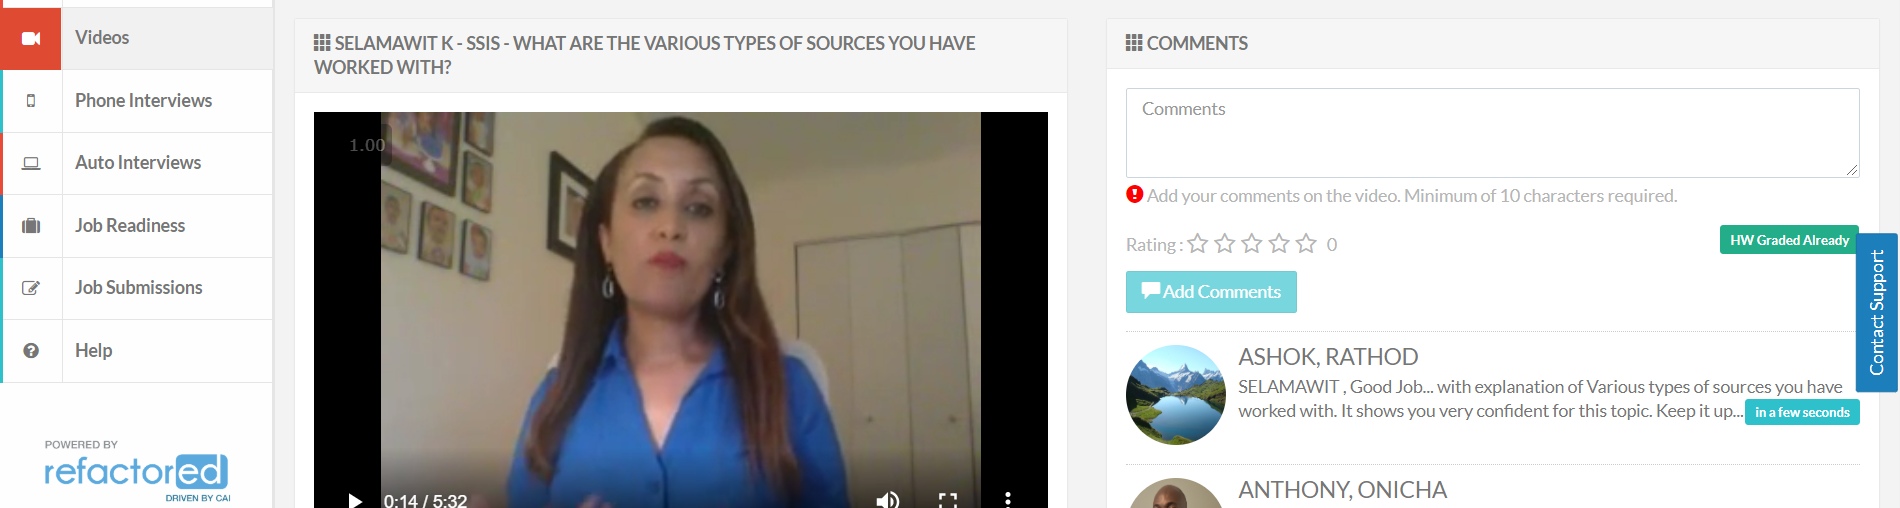 Videos
Phone Interviews
Auto Interviews
Job Readiness
Job Submissions
Help
POWERED BY
refactored
DRIVEN BY CAI
SELAMAWIT K - SSIS - WHAT ARE THE VARIOUS TYPES OF SOURCES YOU HAVE
WORKED WITH?
1.00
0:14 / 5:32
COMMENTS
Comments
Add your comments on the video. Minimum of 10 characters required.
Rating : 0
HW Graded Already
Add Comments
Contact Support
ASHOK, RATHOD
SELAMAWIT , Good Job... with explanation of Various types of sources you have
worked with. It shows you very confident for this topic. Keep it up...
in a few seconds
ANTHONY, ONICHA